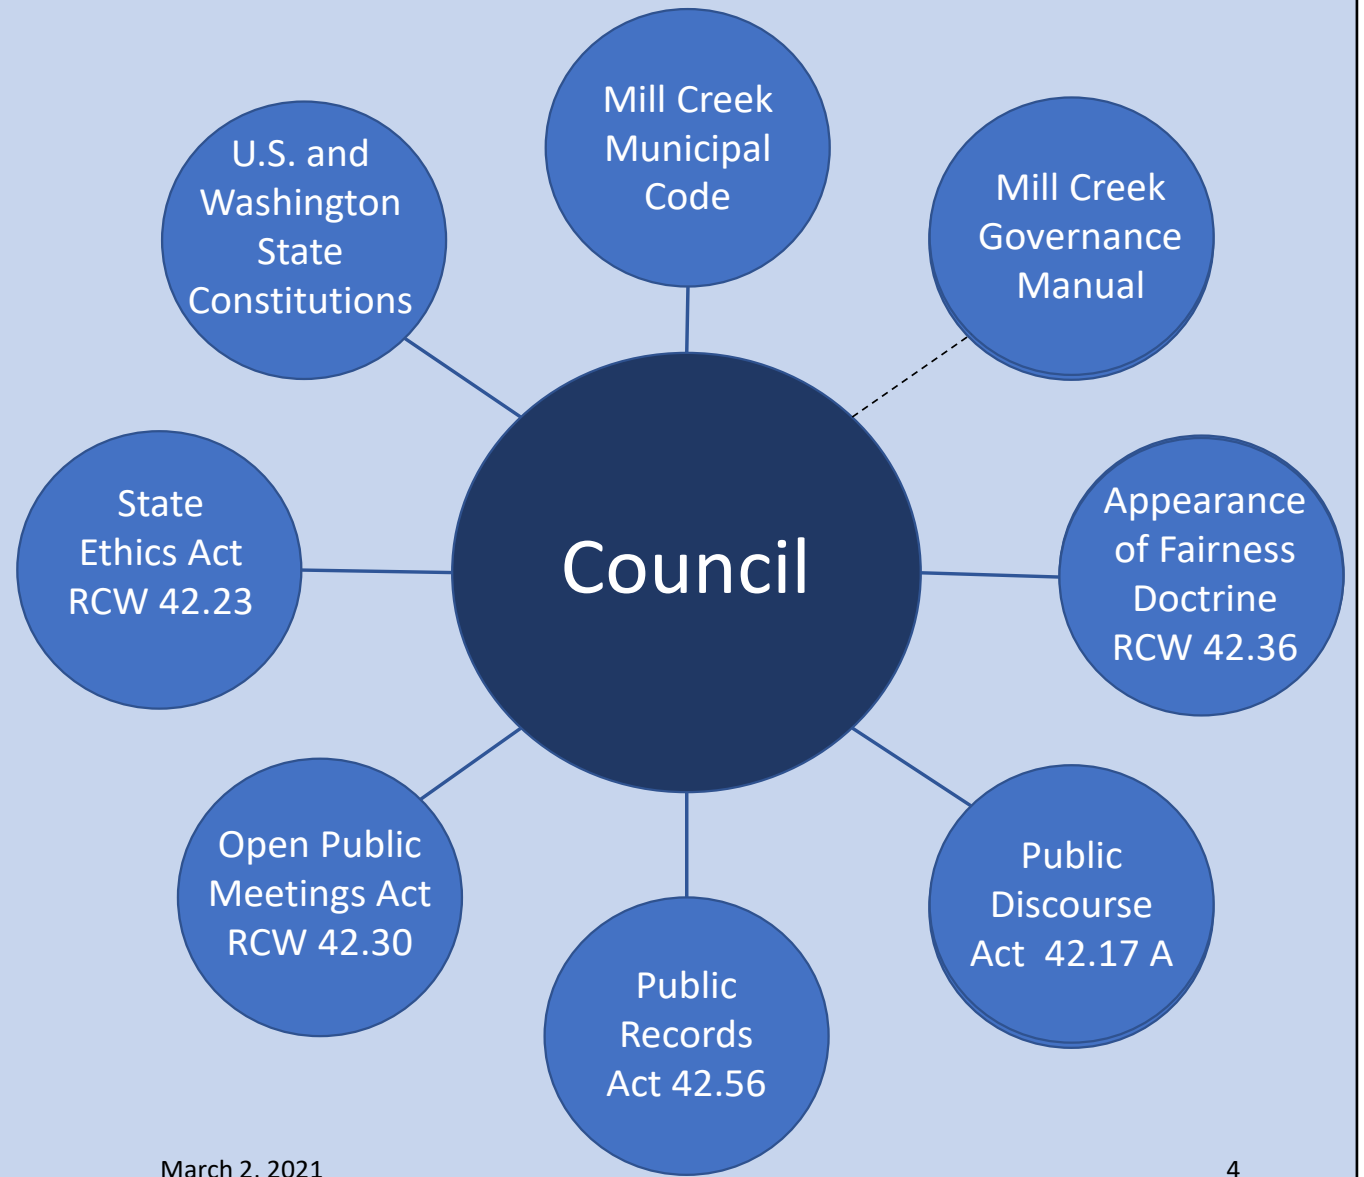 Mill Creek
Municipal
Code
U.S. and
Washington
State
Constitutions
Mill Creek
Governance
Manual
State
Ethics Act
RCW 42.23
Council
Appearance
of Fairness
Doctrine
RCW 42.36
Open Public
Meetings Act
RCW 42.30
Public
Discourse
Act  42.17 A
Public
Records
Act 42.56
March 2, 2021
4